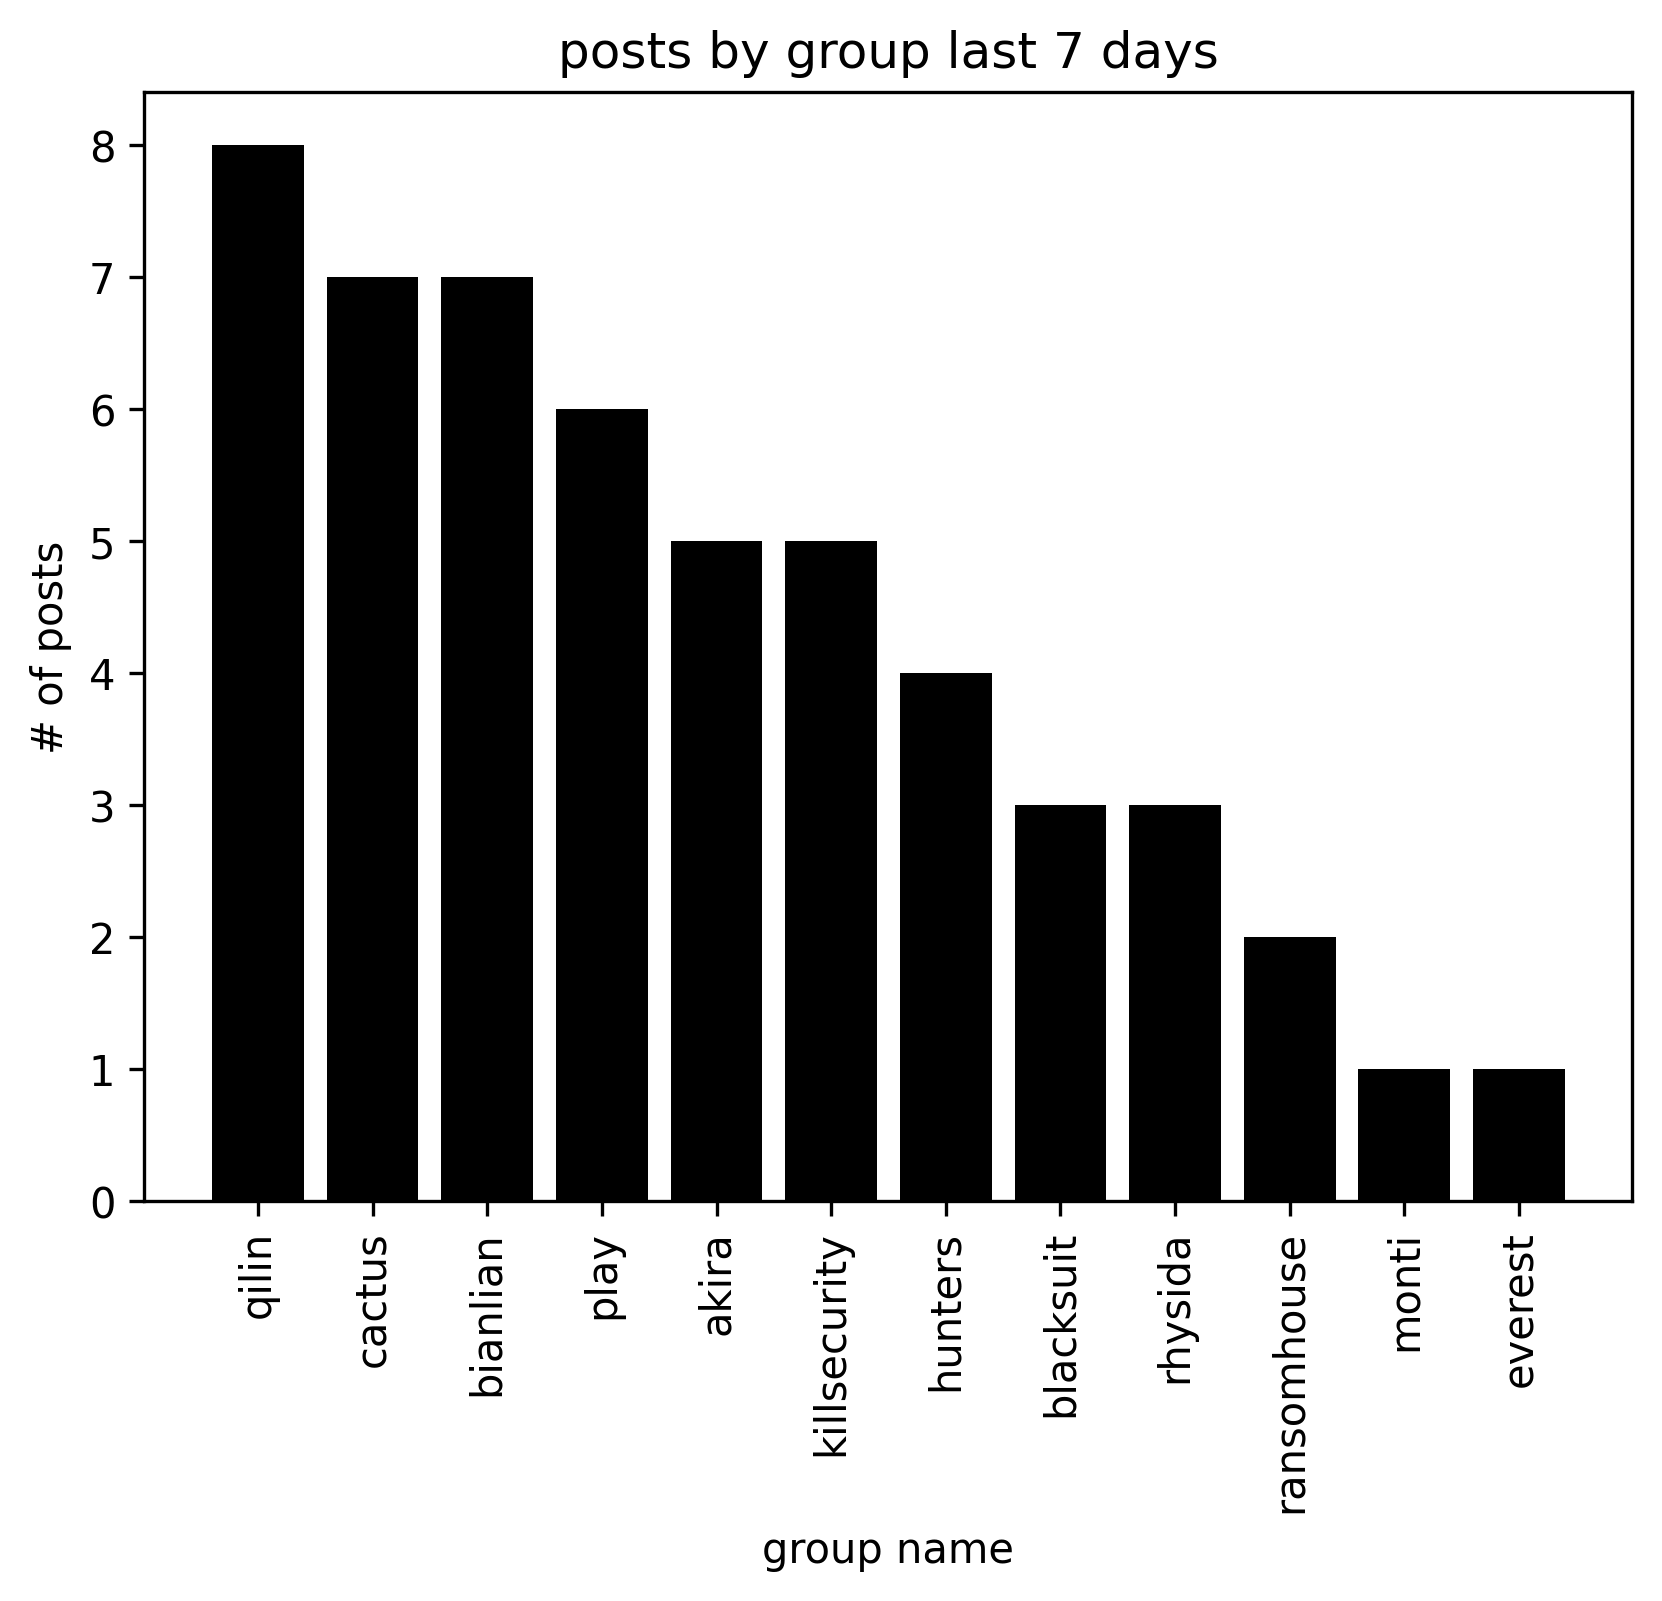 posts by group last 7 days
# of posts
8
7
6
5
4
3
2
1
0
qilin
cactus
bianlian
play
akira
killsecurity
hunters
blacksuit
rhysida
ransomhouse
monti
everest
group name